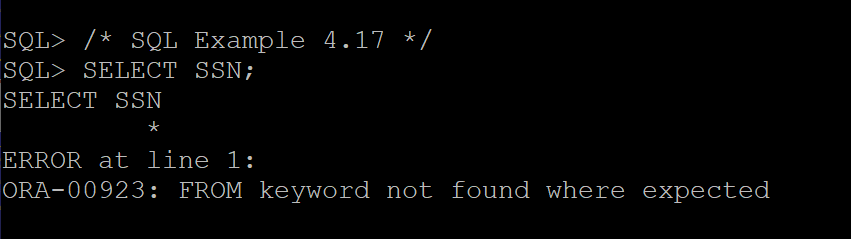 SQL> /* SQL Example 4.17 */
SQL> SELECT SSN;
SELECT SSN
         *
ERROR at line 1:
ORA-00923: FROM keyword not found where expected